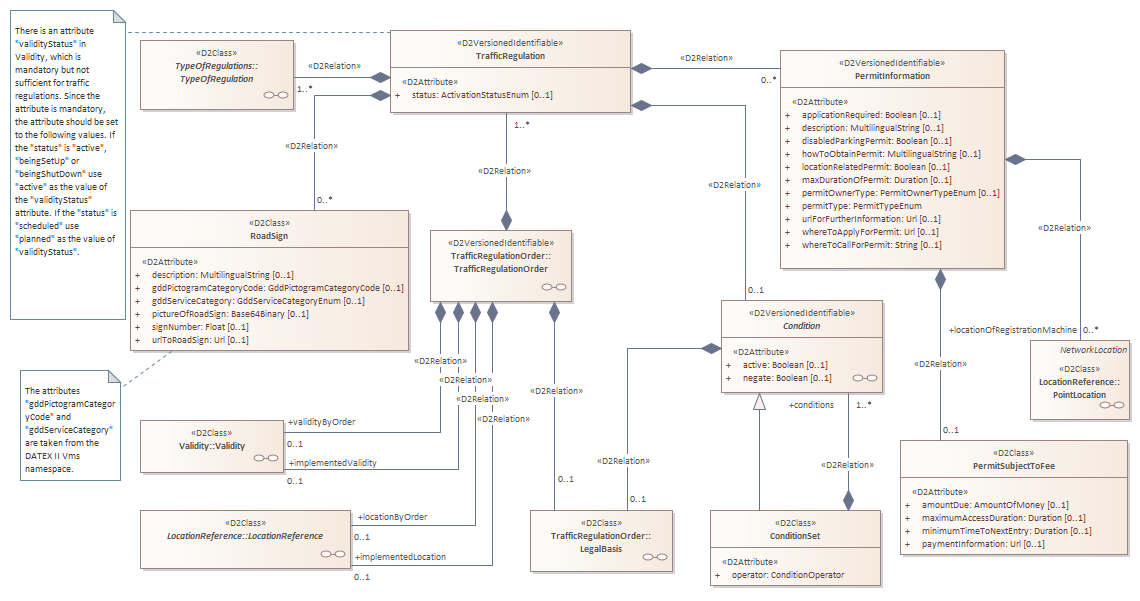 There is an attribute
"validityStatus" in
Validity, which is
mandatory but not
sufficient for traffic
regulations. Since the
attribute is mandatory,
the attribute should be set
to the following values. If
the "status" is "active",
"beingSetUp" or
"beingShutDown" use
"active" as the value of
the "validityStatus"
attribute. If the "status" is
"scheduled" use
"planned" as the value of
"validityStatus".
«D2Class»
TypeOfRegulations::
TypeOfRegulation
«D2Relation»
1..*
«D2VersionedIdentifiable»
TrafficRegulation
«D2Attribute»
+ status: ActivationStatusEnum [0..1]
«D2Relation»
0..*
«D2VersionedIdentifiable»
PermitInformation
«D2Attribute»
+ applicationRequired: Boolean [0..1]
+ description: MultilingualString [0..1]
+ disabledParkingPermit: Boolean [0..1]
+ howToObtainPermit: MultilingualString [0..1]
+ locationRelatedPermit: Boolean [0..1]
+ maxDurationOfPermit: Duration [0..1]
+ permitOwnerType: PermitOwnerTypeEnum [0..1]
+ permitType: PermitTypeEnum
+ urlForFurtherInformation: Url [0..1]
+ whereToApplyForPermit: Url [0..1]
+ whereToCallForPermit: String [0..1]
«D2Relation»
0..*
1..*
«D2Relation»
«D2Relation»
0..1
«D2Relation»
+locationOfRegistrationMachine 0..*
«D2Class»
RoadSign
«D2Attribute»
+ description: MultilingualString [0..1]
+ gddPictogramCategoryCode: GddPictogramCategoryCode [0..1]
+ gddServiceCategory: GddServiceCategoryEnum [0..1]
+ pictureOfRoadSign: Base64Binary [0..1]
+ signNumber: Float [0..1]
+ urlToRoadSign: Url [0..1]
«D2VersionedIdentifiable»
TrafficRegulationOrder::
TrafficRegulationOrder
«D2VersionedIdentifiable»
Condition
«D2Attribute»
+ active: Boolean [0..1]
+ negate: Boolean [0..1]
NetworkLocation
«D2Class»
LocationReference::
PointLocation
«D2Relation»
0..1
The attributes
"gddPictogramCategor
yCode" and
"gddServiceCategory"
are taken from the
DATEX II Vms
namespace.
«D2Relation»
«D2Relation»
«D2Relation»
«D2Relation»
«D2Relation»
0..1
«D2Relation»
0..1
+conditions 1..*
«D2Relation»
«D2Class»
Validity::Validity
+validityByOrder
0..1
+implementedValidity
0..1
«D2Class»
LocationReference::LocationReference
+locationByOrder
0..1
+implementedLocation
0..1
«D2Class»
TrafficRegulationOrder::
LegalBasis
«D2Class»
ConditionSet
«D2Attribute»
+ operator: ConditionOperator
«D2Class»
PermitSubjectToFee
«D2Attribute»
+ amountDue: AmountOfMoney [0..1]
+ maximumAccessDuration: Duration [0..1]
+ minimumTimeToNextEntry: Duration [0..1]
+ paymentInformation: Url [0..1]